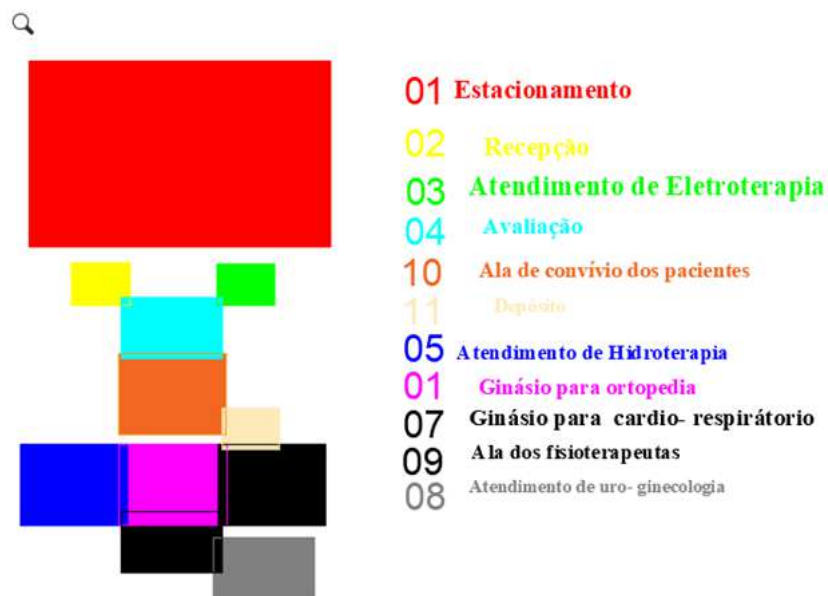 01 Estacionamento
02 Recepção
03 Atendimento de Eletroterapia
04 Avaliação
10 Ala de convívio dos pacientes
11 Depósito
05 Atendimento de Hidroterapia
01 Ginásio para ortopedia
07 Ginásio para cardio- respirátorio
09 Ala dos fisioterapeutas
08 Atendimento de uro- ginecologia